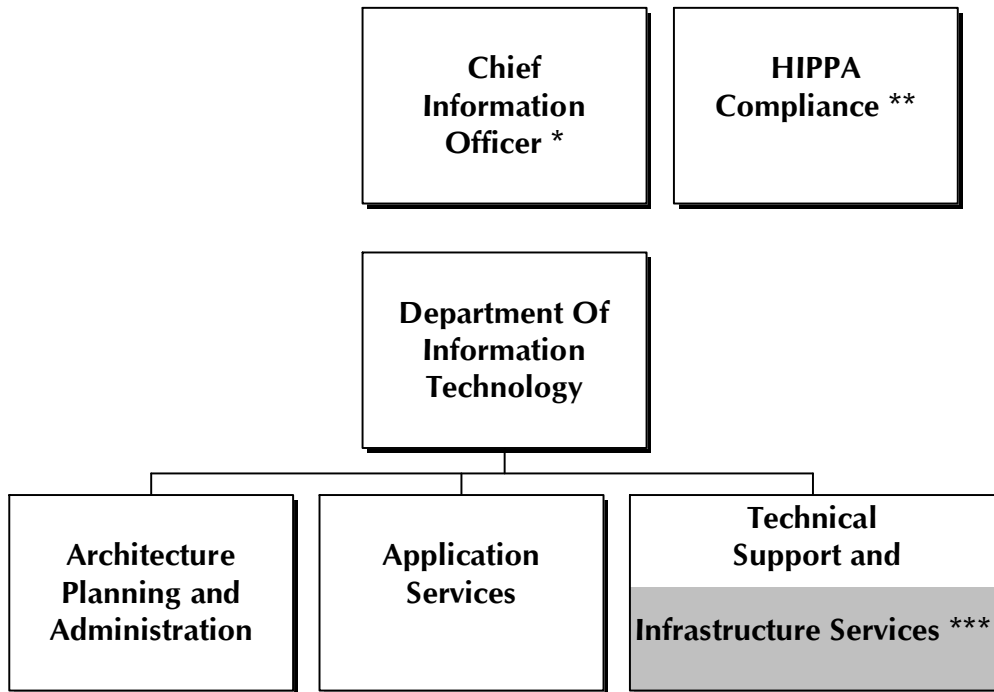 Chief
Information
Officer *
HIPPA
Compliance **
Department Of
Information
Technology
Architecture
Planning and
Administration
Application
Services
Technical
Support and
Infrastructure Services ***